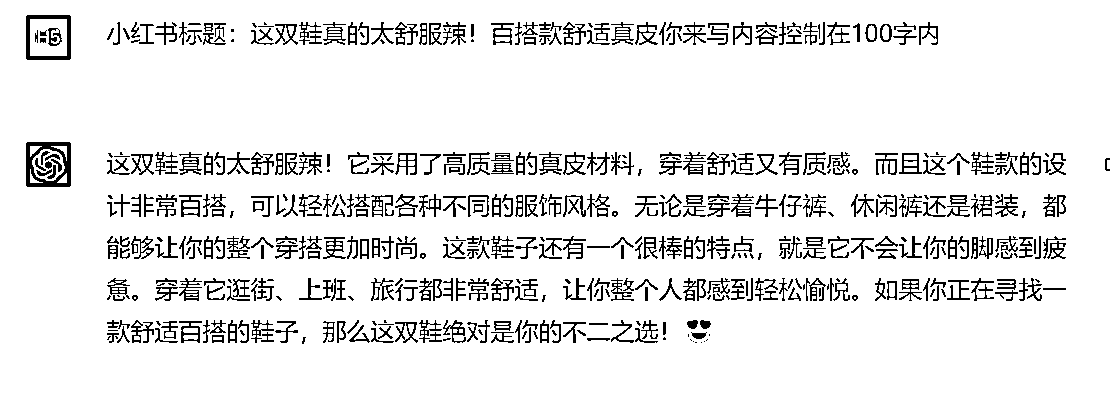 小红书标题：这双鞋真的太舒服辣！百搭款舒适真皮你来写内容控制在100字内
这双鞋真的太舒服辣！它采用了高质量的真皮材料，穿着舒适又有质感。而且这个鞋款的设
计非常百搭，可以轻松搭配各种不同的服饰风格。无论是穿着牛仔裤、休闲裤还是裙装，都
能够让你的整个穿搭更加时尚。这款鞋子还有一个很棒的特点，就是它不会让你的脚感到疲
惫。穿着它逛街、上班、旅行都非常舒适，让你整个人都感到轻松愉悦。如果你正在寻找一
款舒适百搭的鞋子，那么这双鞋绝对是你的不二之选！😍